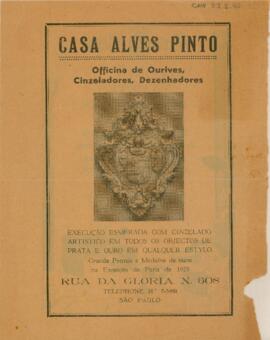 CASA ALVES PINTO
Officina de Ourives,
Cinzeladores, Dezenhadores
EXECUÇÃO ESMERADA COM CINZELADO
ARTISTICO EM TODOS OS OBJECTOS DE
PRATA E OURO EM QUALQUER ESTYLO.
Grande Premio e Medalha de
na Exposição de Paris de 1925
RUA DA GLORIA N. 608
TELEPHONE
SÃO PAULO